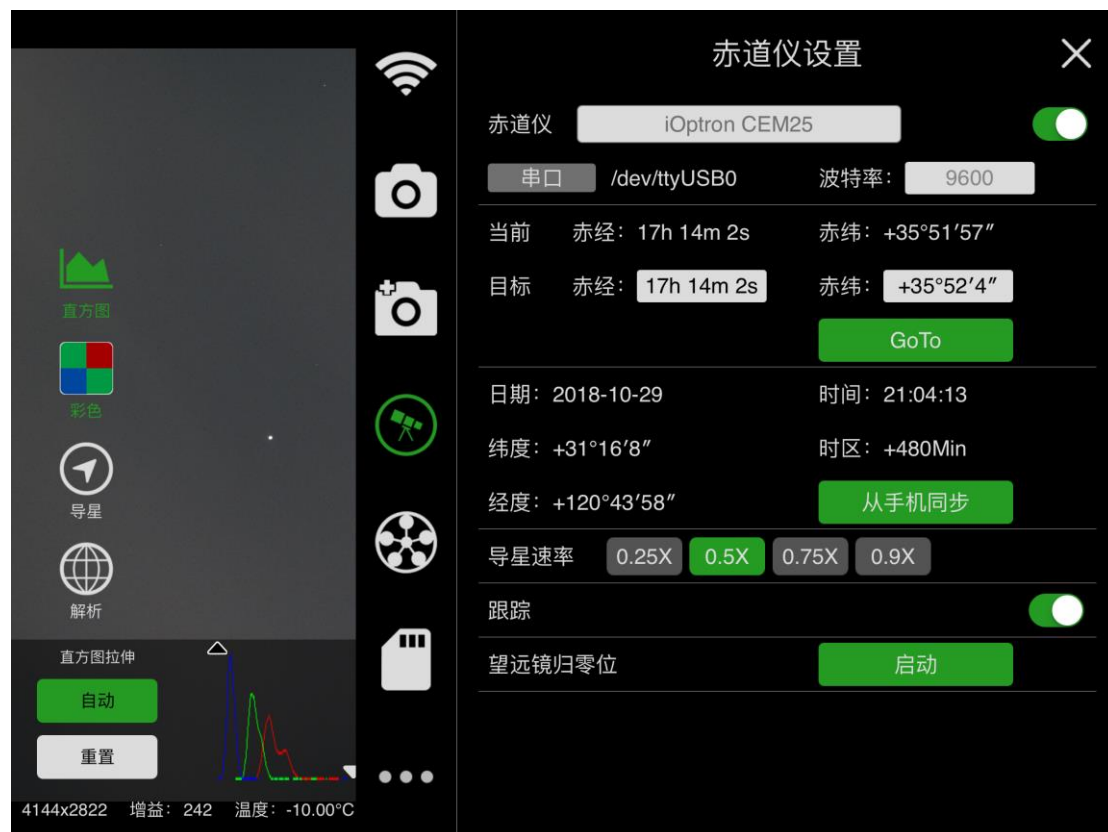 赤道仪设置
赤道仪 iOptron CEM25
串口 /dev/ttyUSB0 波特率： 9600
当前 赤经：17h 14m 2s 赤纬：+35°51′57″
目标 赤经： 17h 14m 2s 赤纬： +35°52′4″
GoTo
日期：2018-10-29 时间：21:04:13
纬度：+31°16′8″ 时区：+480Min
经度：+120°43′58″ 从手机同步
导星速率 0.25X 0.5X 0.75X 0.9X
跟踪
望远镜归零位 启动
直方图
彩色
导星
解析
直方图拉伸
自动
重置
4144x2822 增益：242 温度：-10.00°C